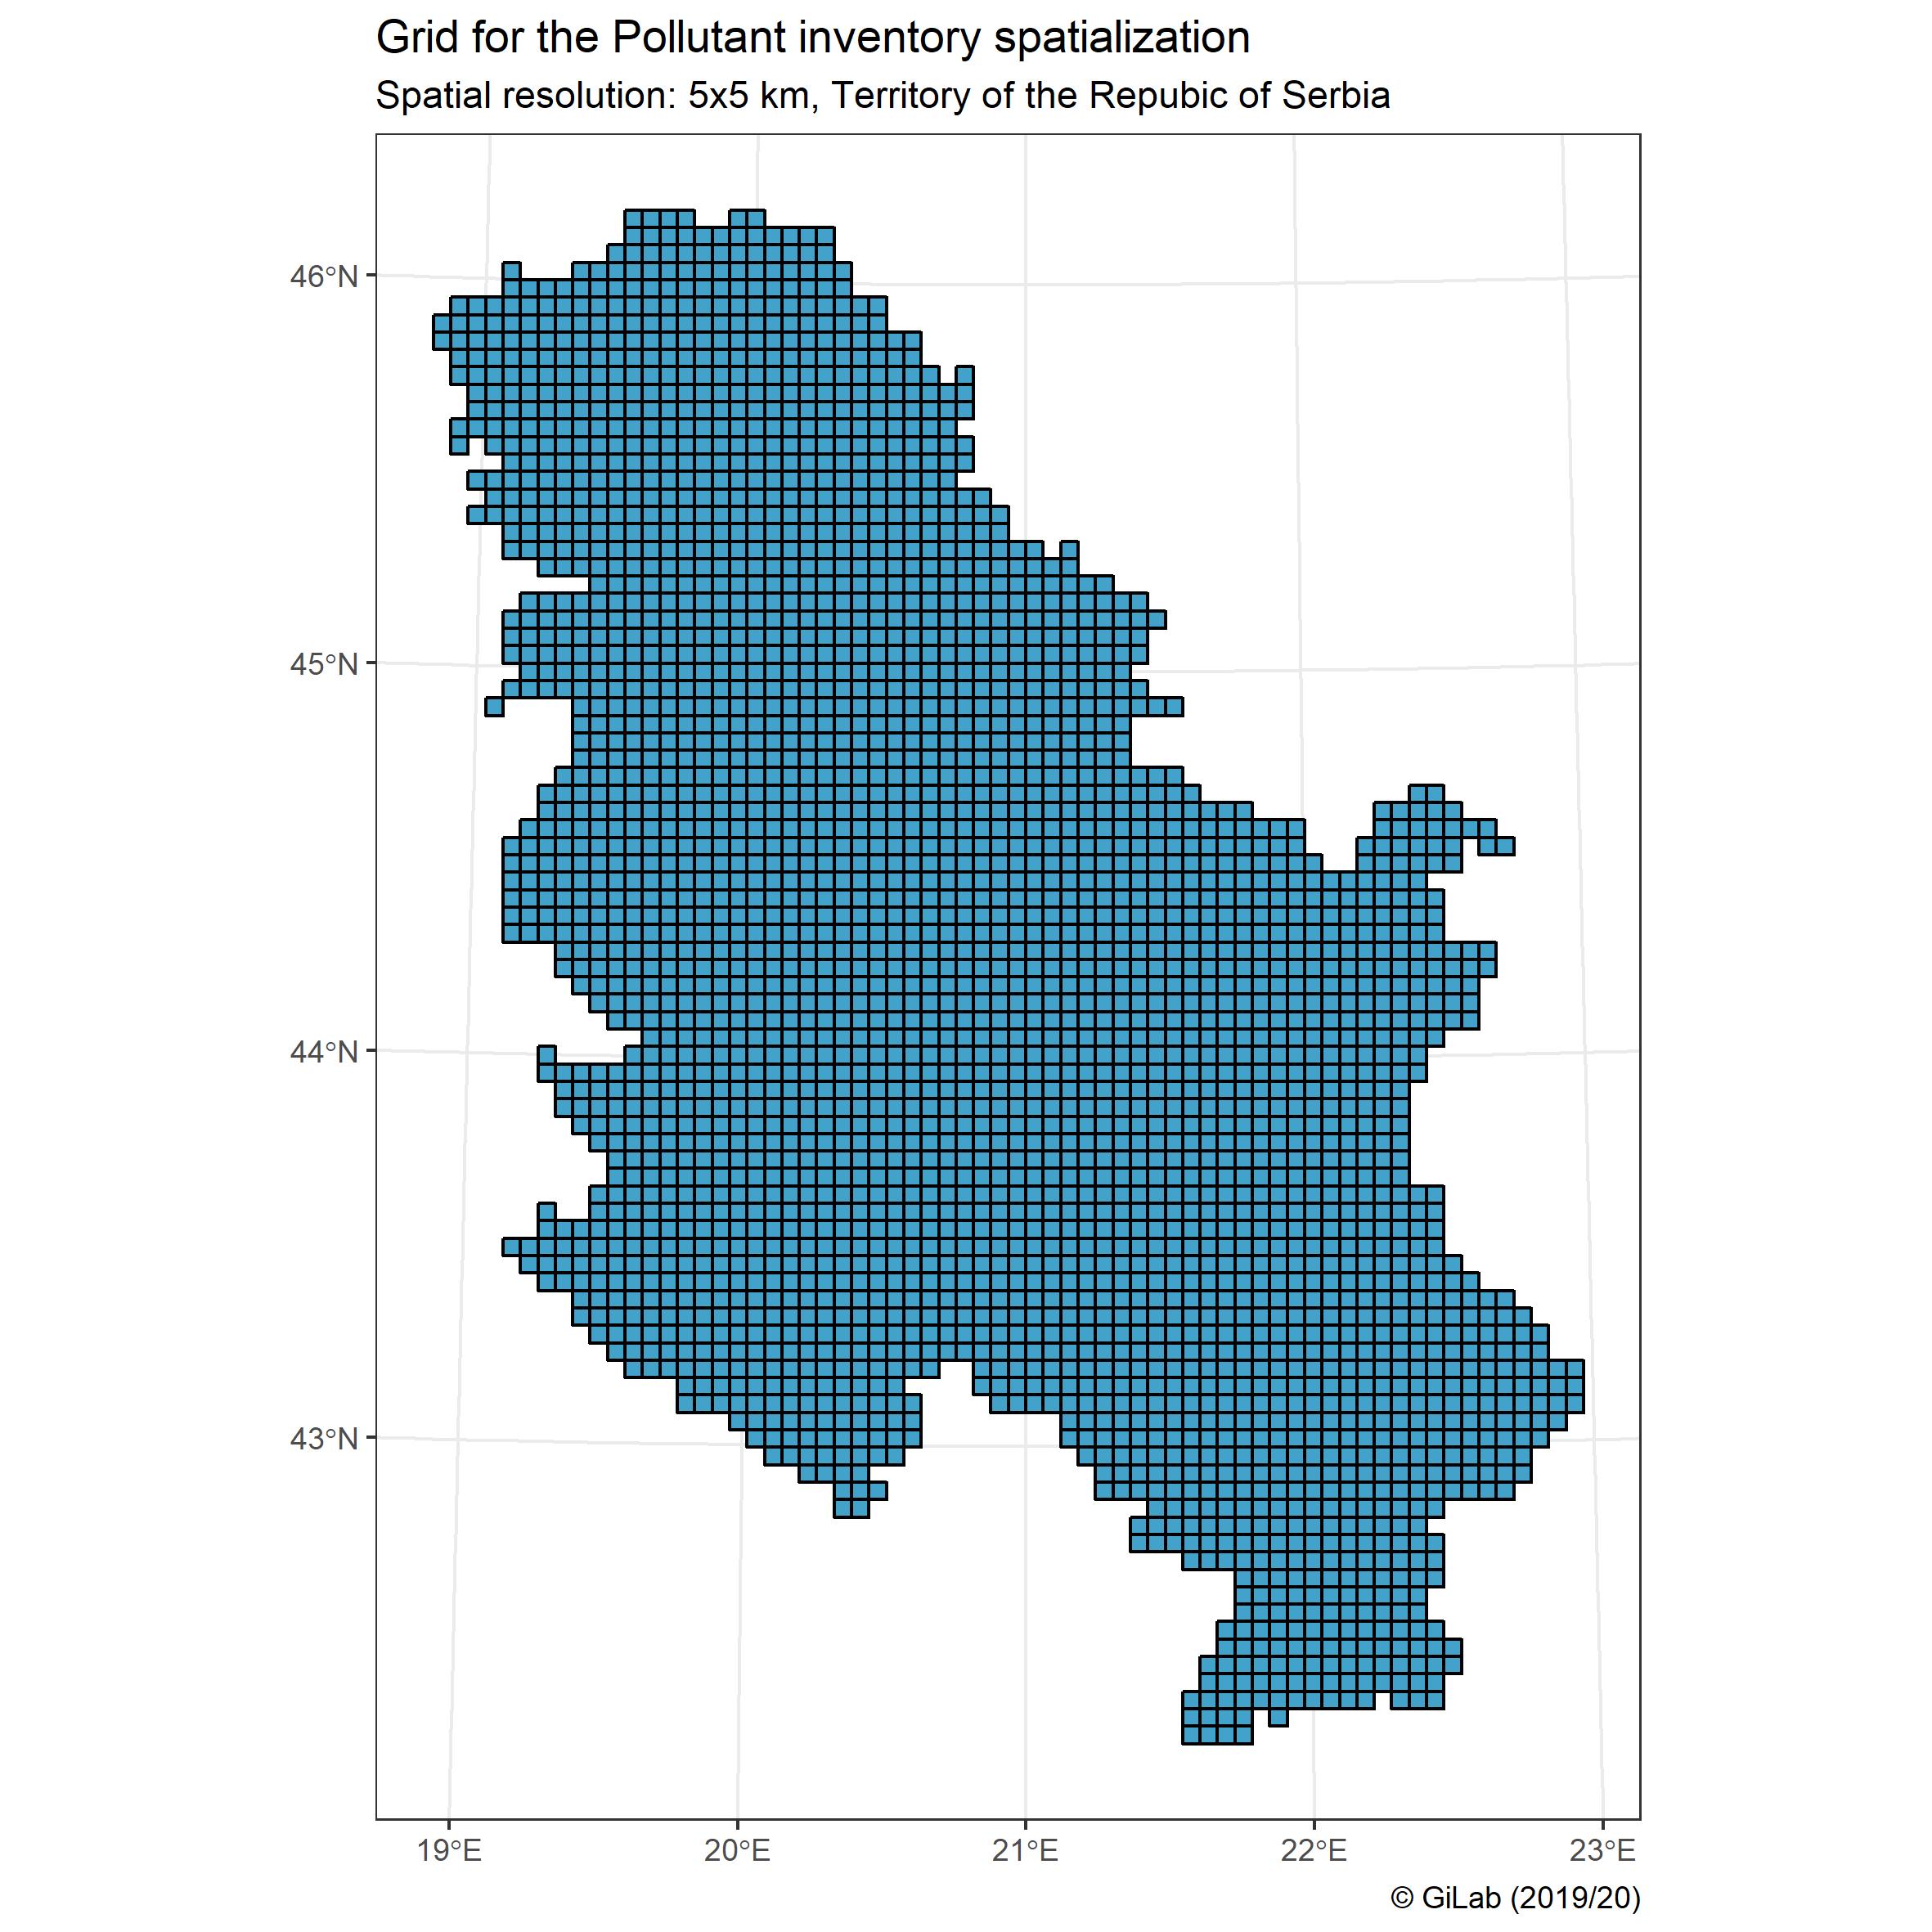 Grid for the Pollutant inventory spatialization
Spatial resolution: 5x5 km, Territory of the Repubic of Serbia
46°N
45°N
44°N
43°N
19°E
20°E
21°E
22°E
23°E
© GiLab (2019/20)